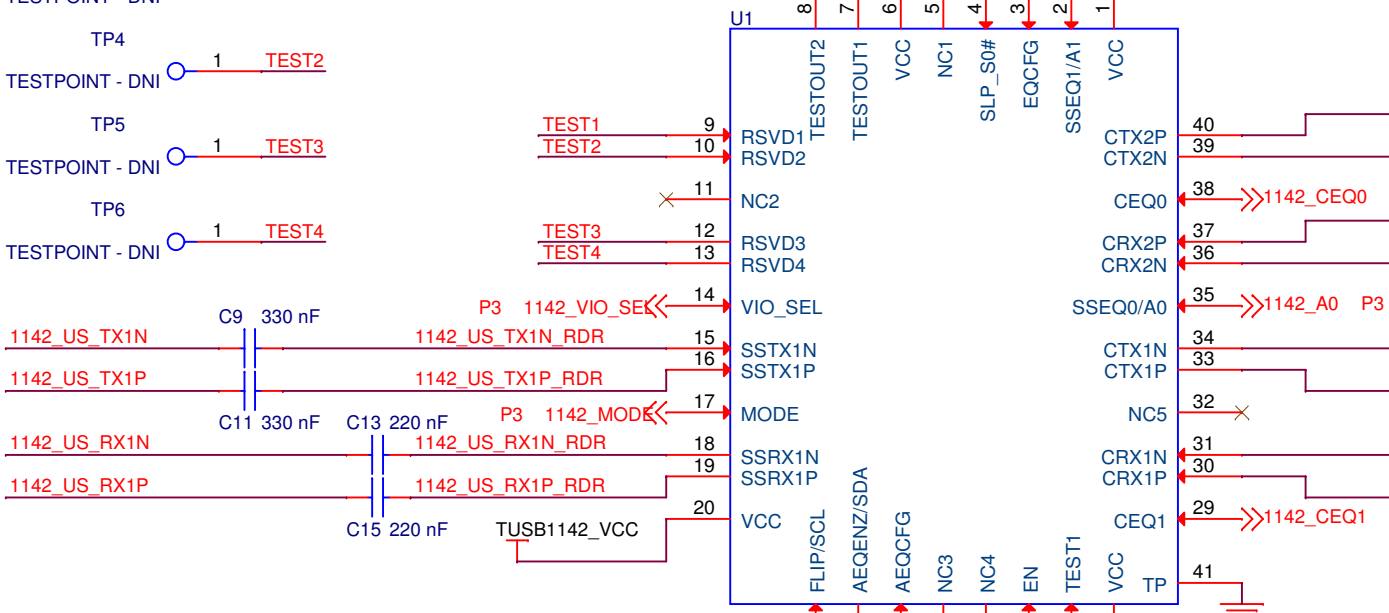 TESTPOINT - DNI
TP4
1
TEST2
TESTPOINT - DNI
TP5
1
TEST3
TESTPOINT - DNI
TP6
1
TEST4
TESTPOINT - DNI
U1
8
7
6
5
4
3
2
1
TESTOUT2
TESTOUT1
VCC
NC1
SLP_S0#
EQCFG
SSEQ1/A1
VCC
TEST1
9
RSVD1
TEST2
10
RSVD2
11
NC2
TEST3
12
RSVD3
TEST4
13
RSVD4
P3 1142_VIO_SEL
14
VIO_SEL
C9 330 nF
1142_US_TX1N
1142_US_TX1N_RDR
15
SSTX1N
1142_US_TX1P
1142_US_TX1P_RDR
16
SSTX1P
C11 330 nF
P3 1142_MODE
17
MODE
C13 220 nF
1142_US_RX1N
1142_US_RX1N_RDR
18
SSRX1N
1142_US_RX1P
1142_US_RX1P_RDR
19
SSRX1P
C15 220 nF
TUSB1142_VCC
20
VCC
CTX2P
40
CTX2N
39
CEQ0
38
1142_CEQ0
CRX2P
37
CRX2N
36
SSEQ0/A0
35
1142_A0 P3
CTX1N
34
CTX1P
33
NC5
32
CRX1N
31
CRX1P
30
CEQ1
29
1142_CEQ1
FLIP/SCL
AEQENZ/SDA
AEQCFG
NC3
NC4
EN
TEST1
VCC
TP
41